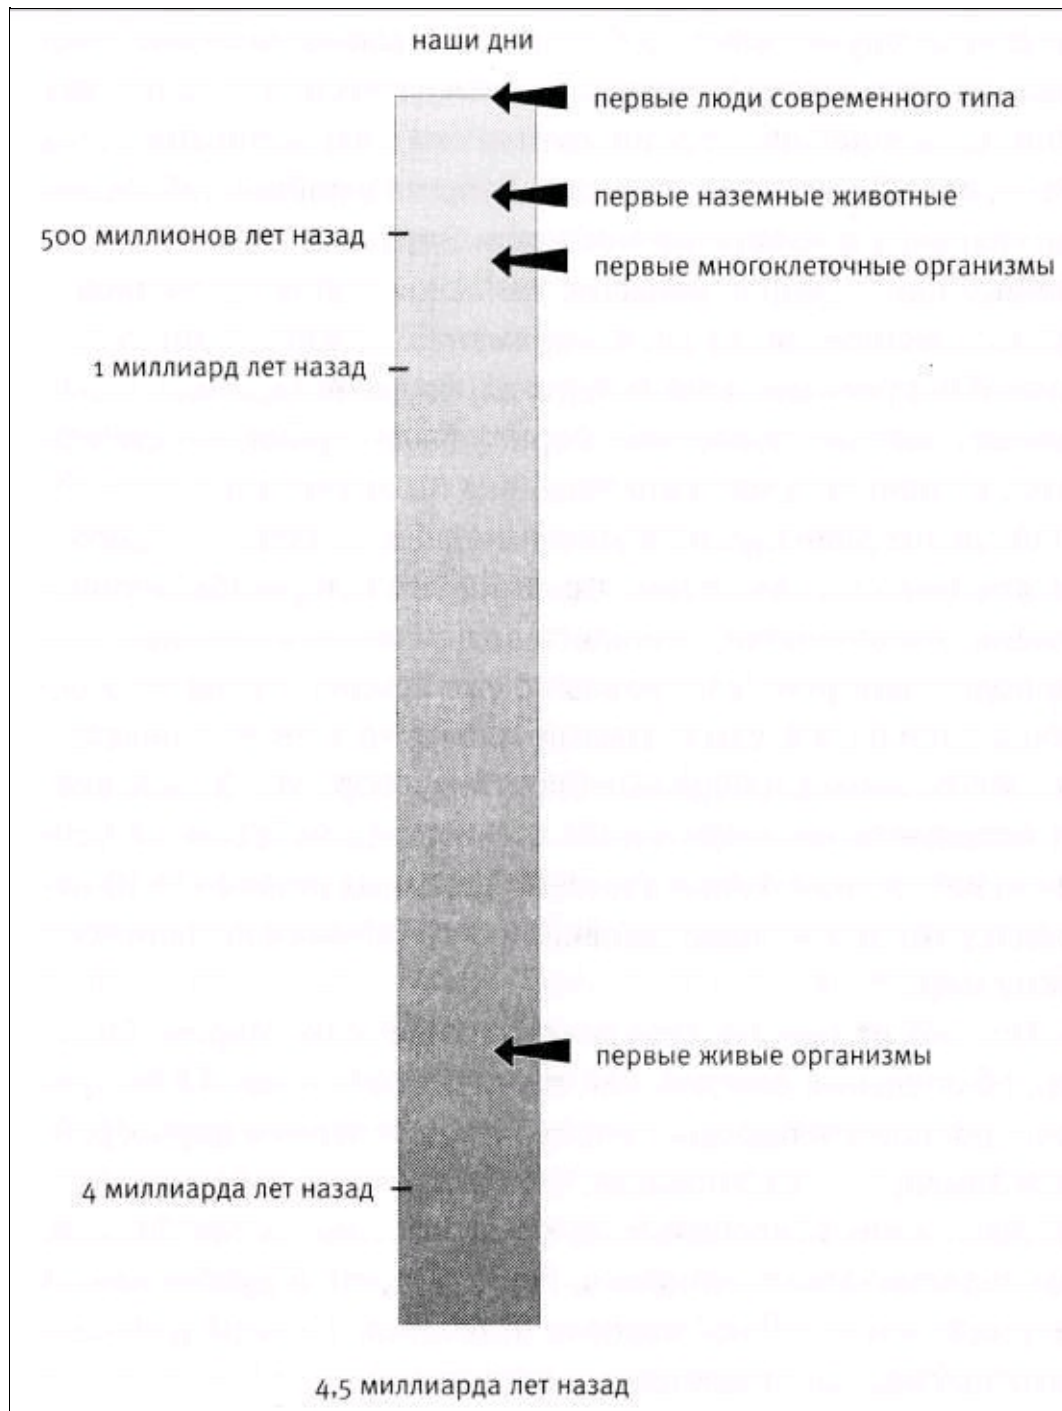 наши дни
первые люди современного типа
первые наземные животные
500 миллионов лет назад
первые многоклеточные организмы
1 миллиард лет назад
первые живые организмы
4 миллиарда лет назад
4,5 миллиарда лет назад